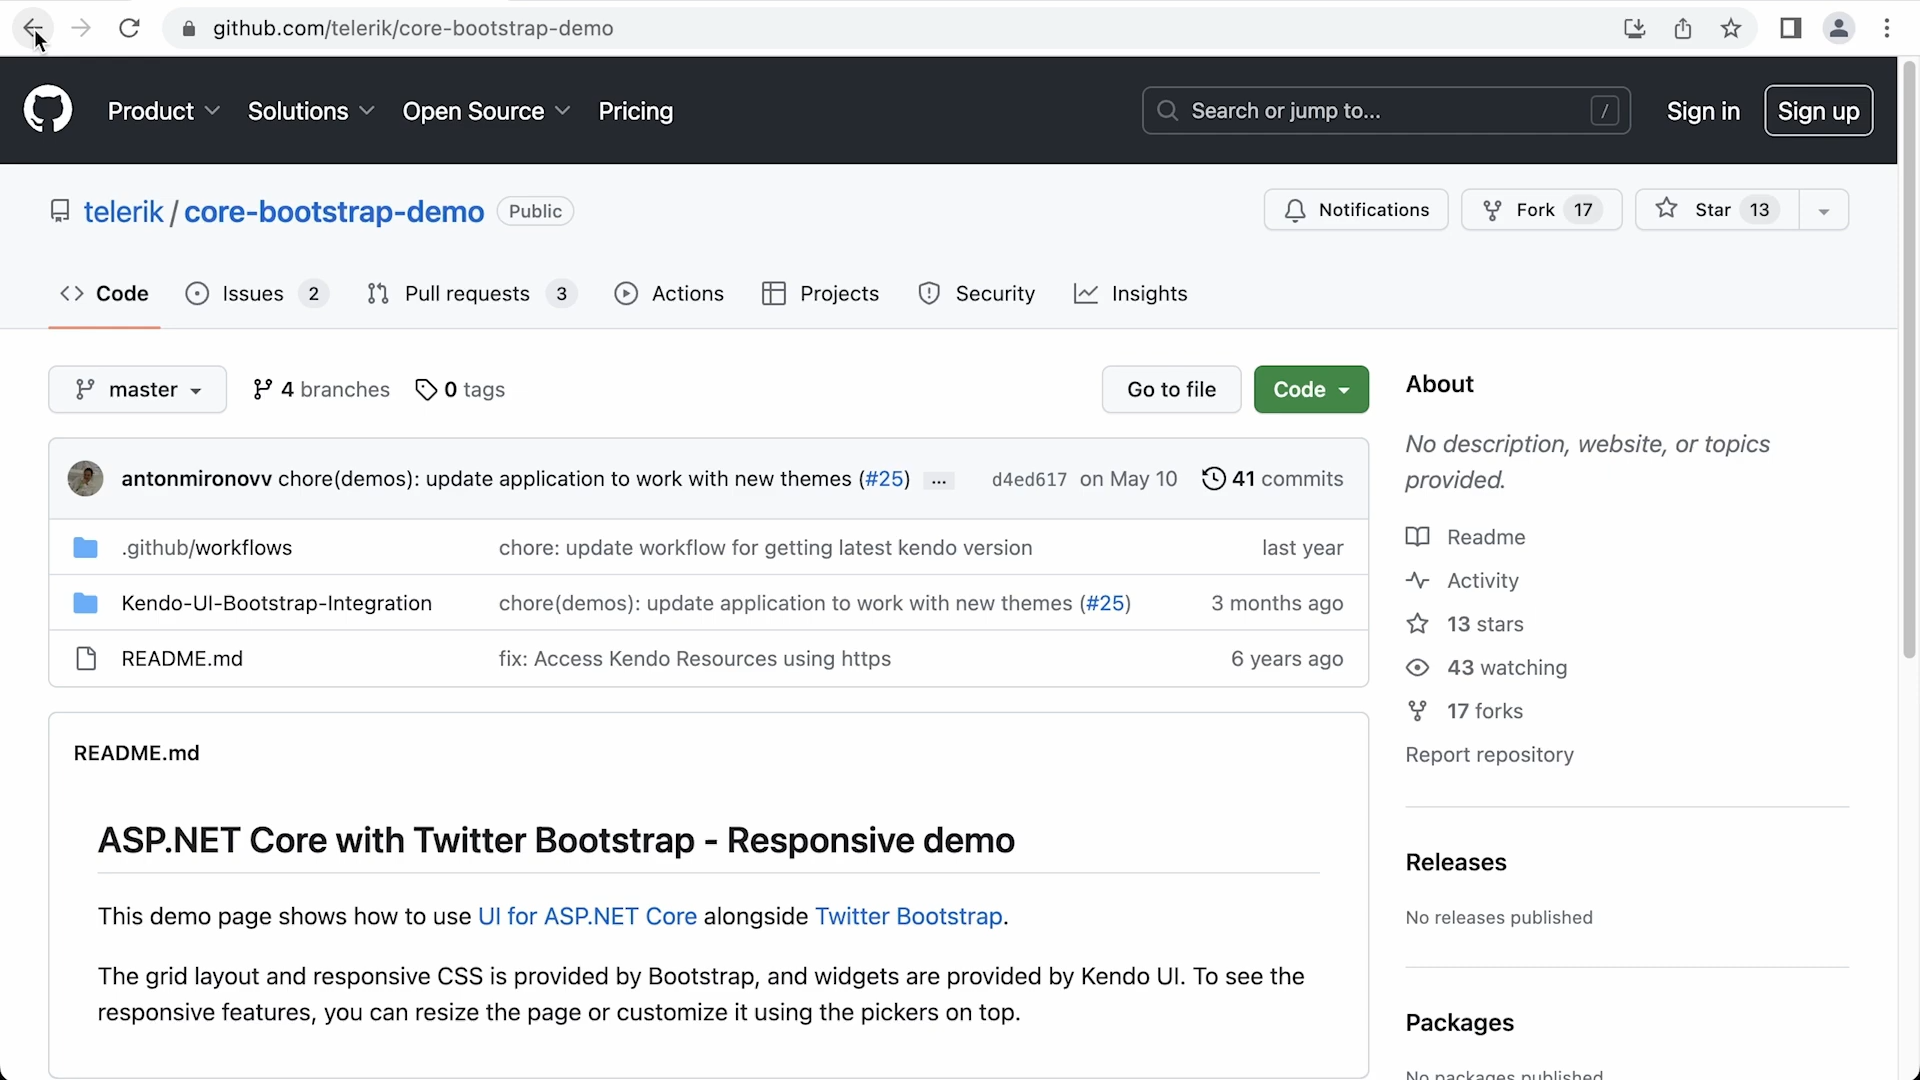 github.com/telerik/core-bootstrap-demo
Product
Solutions
Open Source
Pricing
Search or jump to...
/
Sign in
Sign up
telerik / core-bootstrap-demo
Public
Notifications
Fork 17
Star 13
Code
Issues 2
Pull requests 3
Actions
Projects
Security
Insights
master
4 branches
0 tags
Go to file
Code
antonmironovv chore(demos): update application to work with new themes (#25) ...
d4ed617 on May 10
41 commits
.github/workflows
chore: update workflow for getting latest kendo version
last year
Kendo-UI-Bootstrap-Integration
chore(demos): update application to work with new themes (#25)
3 months ago
README.md
fix: Access Kendo Resources using https
6 years ago
README.md
ASP.NET Core with Twitter Bootstrap - Responsive demo
This demo page shows how to use UI for ASP.NET Core alongside Twitter Bootstrap.
The grid layout and responsive CSS is provided by Bootstrap, and widgets are provided by Kendo UI. To see the
responsive features, you can resize the page or customize it using the pickers on top.
About
No description, website, or topics
provided.
Readme
Activity
13 stars
43 watching
17 forks
Report repository
Releases
No releases published
Packages
No packages published